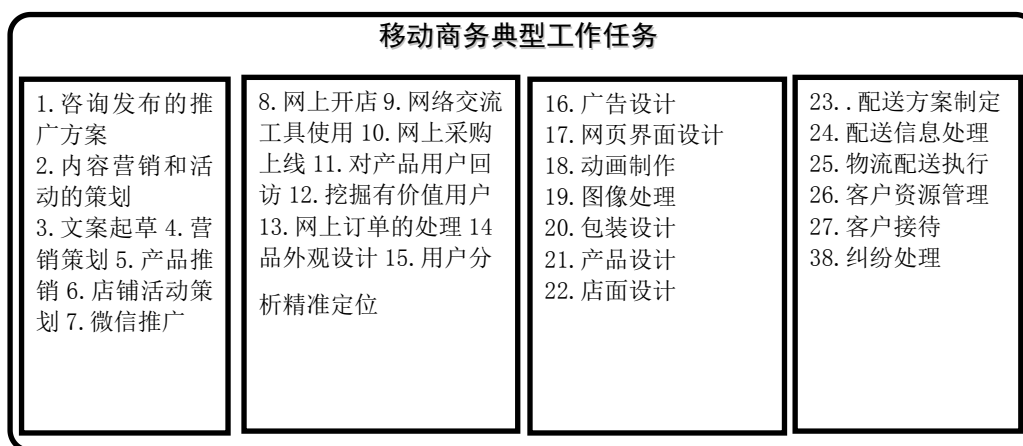 移动商务典型工作任务
1.咨询发布的推
广方案
2.内容营销和活
动的策划
3.文案起草 4.营
销策划 5.产品推
销 6.店铺活动策
划 7.微信推广
8.网上开店 9.网络交流
工具使用 10.网上采购
上线 11.对产品用户回
访 12.挖掘有价值用户
13.网上订单的处理 14
品外观设计 15.用户分
析精准定位
16.广告设计
17.网页界面设计
18.动画制作
19.图像处理
20.包装设计
21.产品设计
22.店面设计
23..配送方案制定
24.配送信息处理
25.物流配送执行
26.客户资源管理
27.客户接待
38.纠纷处理